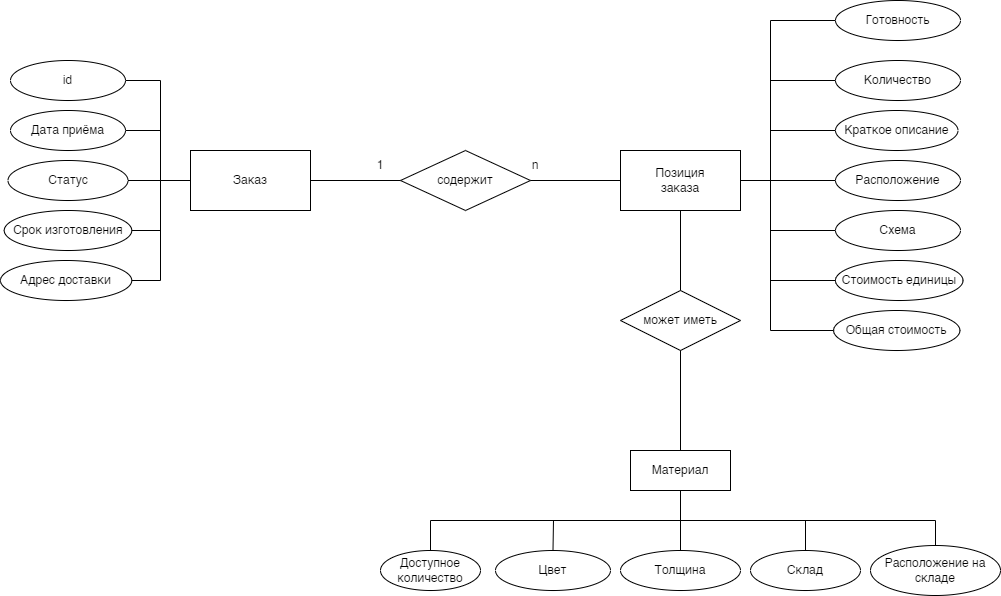 Готовность
id
Количество
Дата приёма
Краткое описание
1
n
Статус
Заказ
содержит
Позиция
заказа
Расположение
Срок изготовления
Схема
Адрес доставки
Стоимость единицы
может иметь
Общая стоимость
Материал
Доступное
количество
Цвет
Толщина
Склад
Расположение на
складе